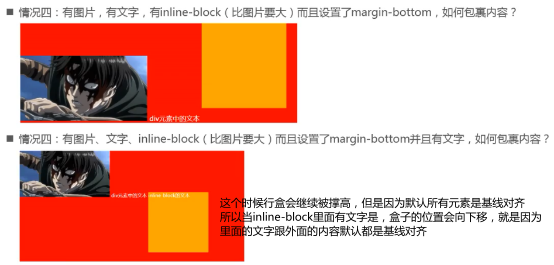 ■ 情况四：有图片，有文字，有inline-block（比图片要大）而且设置了margin-bottom，如何包裹内容？
div元素中的文本
■ 情况四：有图片、文字、inline-block（比图片要大）而且设置了margin-bottom并且有文字，如何包裹内容？
div元素中的文本 inline-block的文本
这个时候行盒会继续被撑高，但是因为默认所有元素是基线对齐
所以当inline-block里面有文字是，盒子的位置会向下移，就是因为
里面的文字跟外面的内容默认都是基线对齐